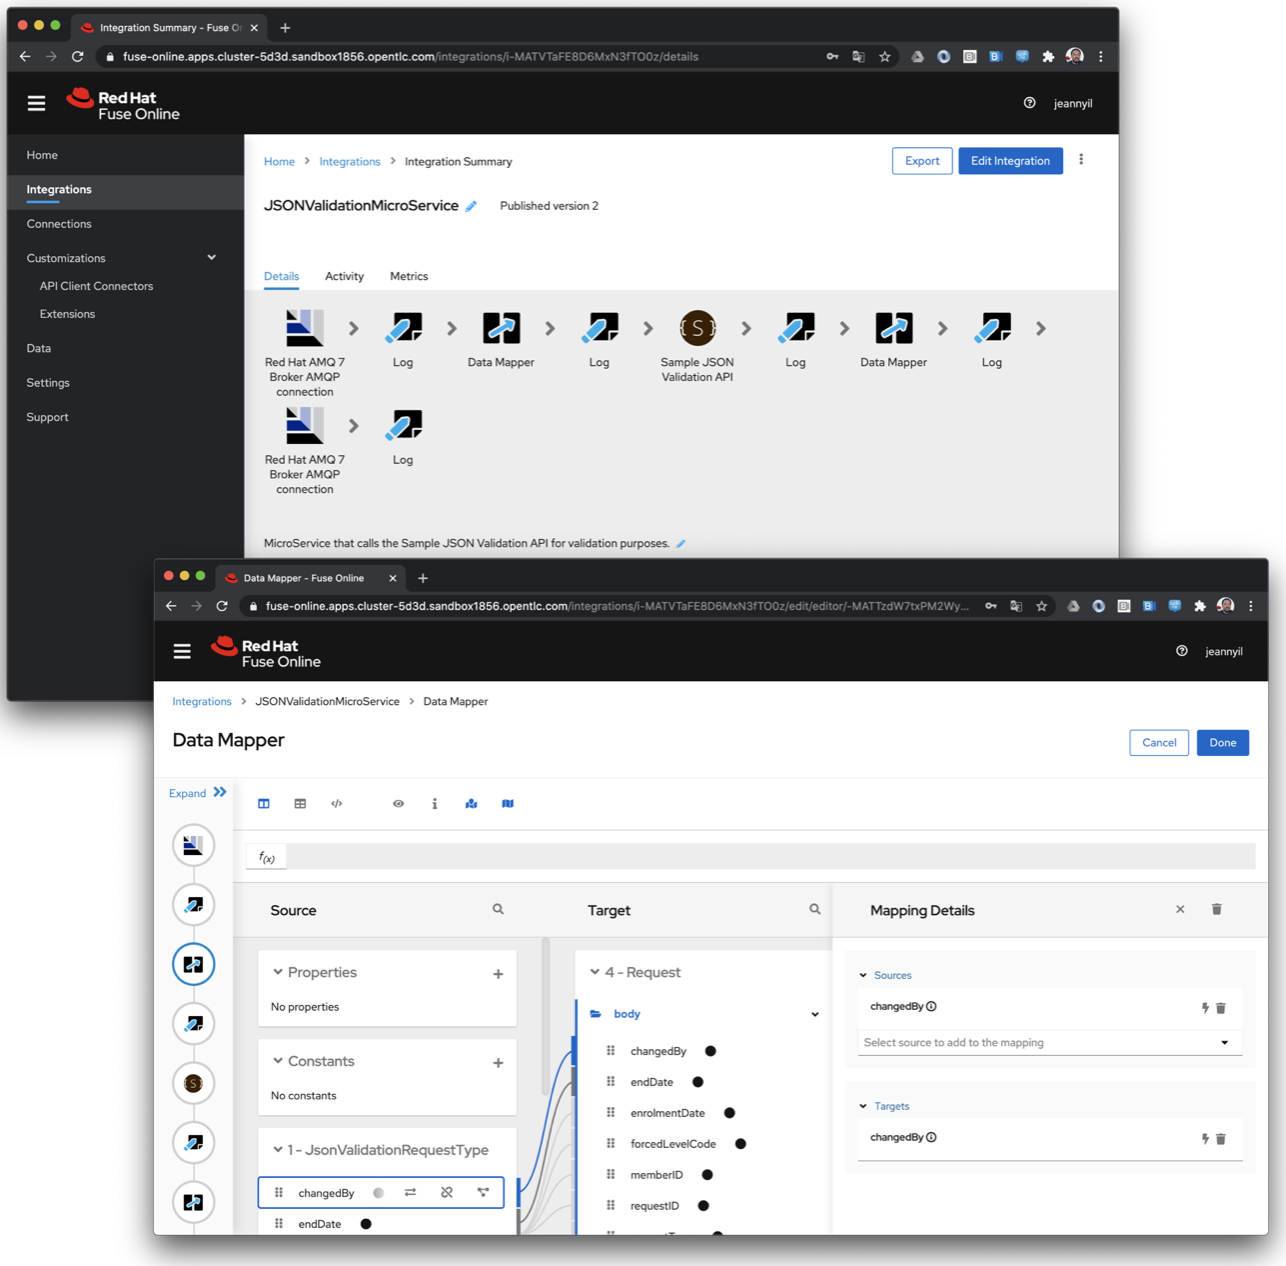 Integration Summary - Fuse O
fuse-online.apps.cluster-5d3d.sandbox1856.opentlc.com/integrations/i-MATVTaFE8D6MxN3fTO0z/details
Red Hat
Fuse Online
jeannyil
Home
Integrations
Connections
Customizations
API Client Connectors
Extensions
Data
Settings
Support
Home > Integrations > Integration Summary
Export
Edit Integration
JSONValidationMicroService
Published version 2
Details
Activity
Metrics
Red Hat AMQ 7
Broker AMQP
connection
Log
Data Mapper
Log
{S}
Sample JSON
Validation API
Log
Data Mapper
Log
Red Hat AMQ 7
Broker AMQP
connection
Log
MicroService that calls the Sample JSON Validation API for validation purposes.
Data Mapper - Fuse Online
fuse-online.apps.cluster-5d3d.sandbox1856.opentlc.com/integrations/i-MATVTaFE8D6MxN3fTO0z/edit/editor/-MATTzdW7txPM2Wy...
Red Hat
Fuse Online
jeannyil
Integrations > JSONValidationMicroService > Data Mapper
Data Mapper
Cancel
Done
Expand
f(x)
Source
Properties
No properties
Constants
No constants
1 - JsonValidationRequestType
changedBy
endDate
Target
4 - Request
body
changedBy
endDate
enrolmentDate
forcedLevelCode
memberID
requestID
Mapping Details
Sources
changedBy
Select source to add to the mapping
Targets
changedBy